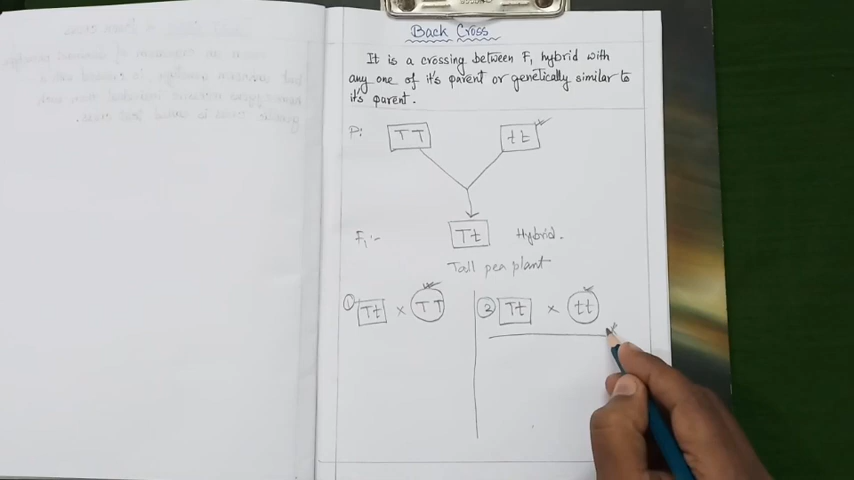 Back Cross
It is a crossing between F1 hybrid with
any one of it's parent or genetically similar to
it's parent.
P: TT tt
F1:- Tt Hybrid.
Tall pea plant
① Tt × TT ② Tt × tt